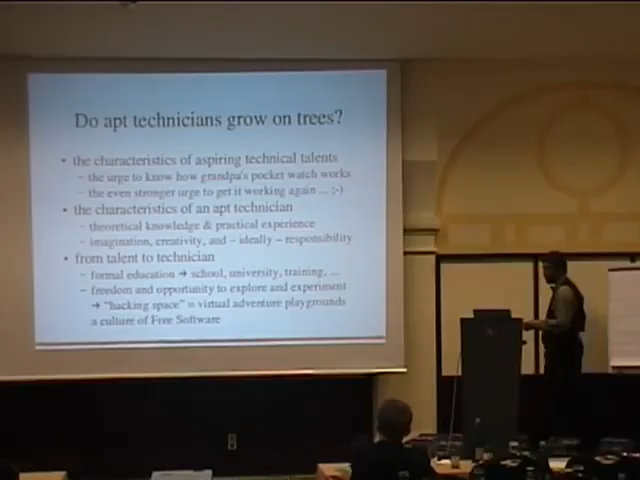 Do apt technicians grow on trees?
• the characteristics of aspiring technical talents
– the urge to know how grandpa's pocket watch works
– the even stronger urge to get it working again ... ;-)
• the characteristics of an apt technician
– theoretical knowledge & practical experience
– imagination, creativity, and – ideally – responsibility
• from talent to technician
– formal education → school, university, training, ...
– freedom and opportunity to explore and experiment
→ "hacking space" = virtual adventure playgrounds
a culture of Free Software